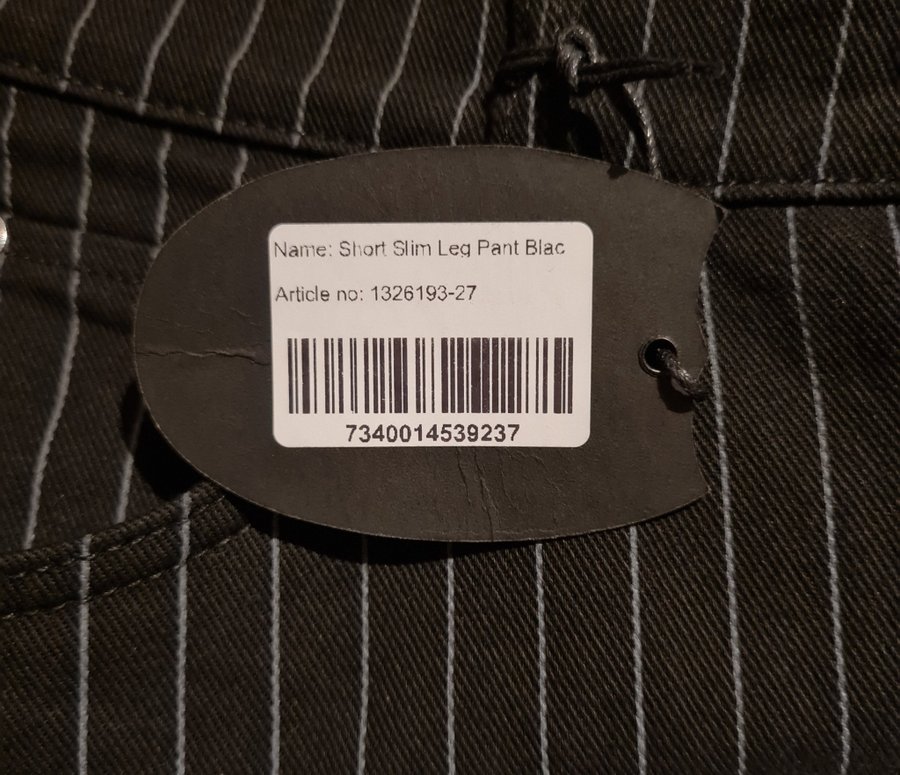 Name: Short Slim Leg Pant Blac
Article no: 1326193-27
7340014539237